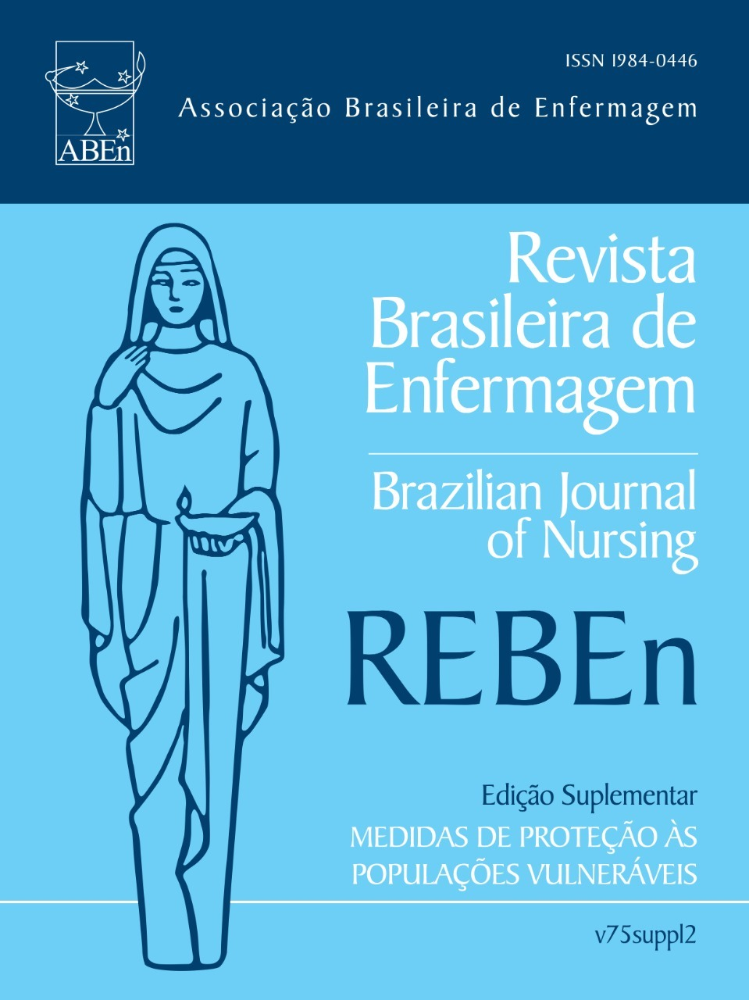 ISSN 1984-0446
Associação Brasileira de Enfermagem
ABEn
Revista
Brasileira de
Enfermagem
Brazilian Journal
of Nursing
REBEn
Edição Suplementar
MEDIDAS DE PROTEÇÃO ÀS
POPULAÇÕES VULNERÁVEIS
v75suppl2